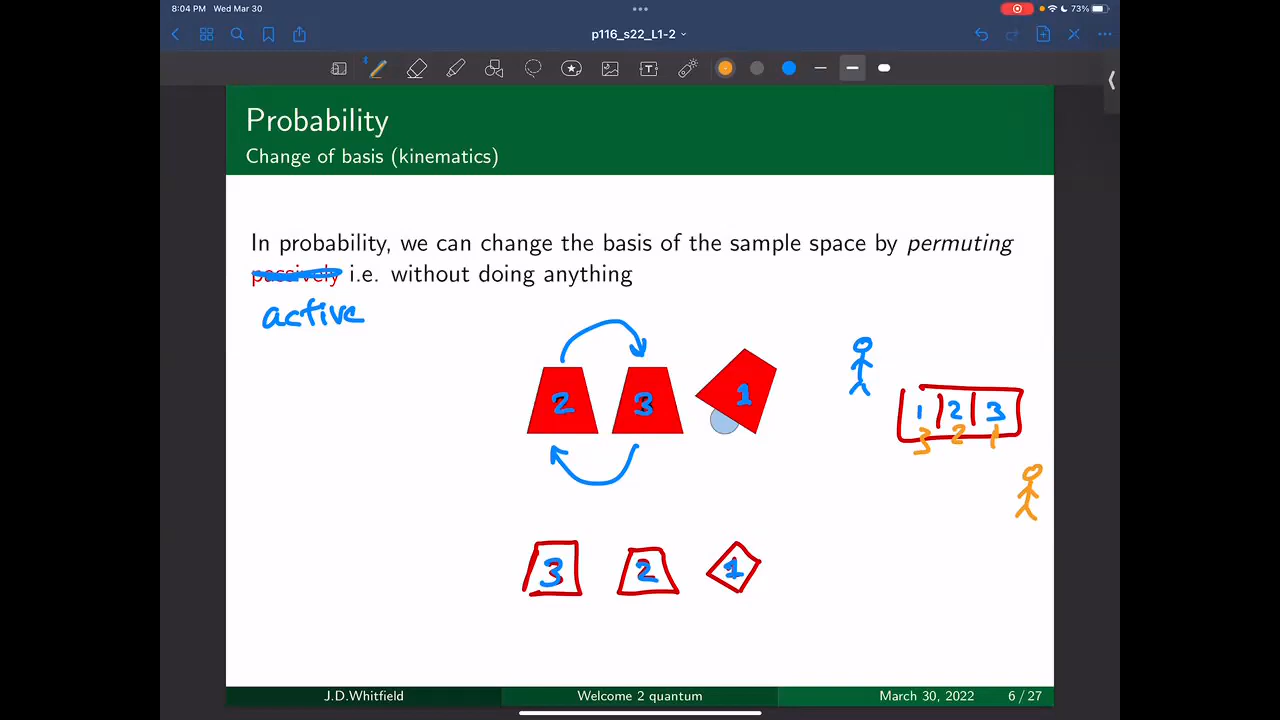 8:04 PM Wed Mar 30
73%
p116_s22_L1-2
Probability
Change of basis (kinematics)
In probability, we can change the basis of the sample space by permuting
passively i.e. without doing anything
active
2 3 1
1 2 3
3 2 1
3 2 1
J.D.Whitfield Welcome 2 quantum March 30, 2022 6 / 27